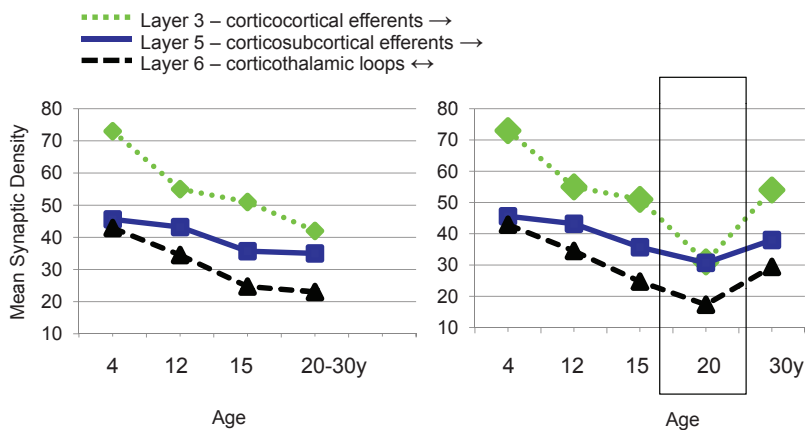 Layer 3 – corticocortical efferents →
Layer 5 – corticosubcortical efferents →
Layer 6 – corticothalamic loops ↔
Mean Synaptic Density
80
70
60
50
40
30
20
10
4 12 15 20-30y
Age
80
70
60
50
40
30
20
10
4 12 15 20 30y
Age